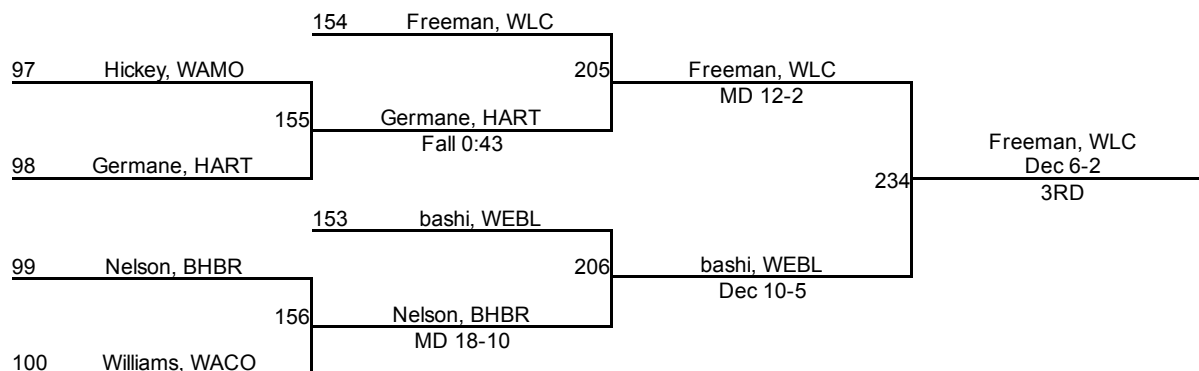 154 Freeman, WLC
97 Hickey, WAMO
205 Freeman, WLC
MD 12-2
155 Germane, HART
Fall 0:43
98 Germane, HART
Freeman, WLC
Dec 6-2
234
3RD
153 bashi, WEBL
99 Nelson, BHBR
206 bashi, WEBL
Dec 10-5
156 Nelson, BHBR
MD 18-10
100 Williams, WACO